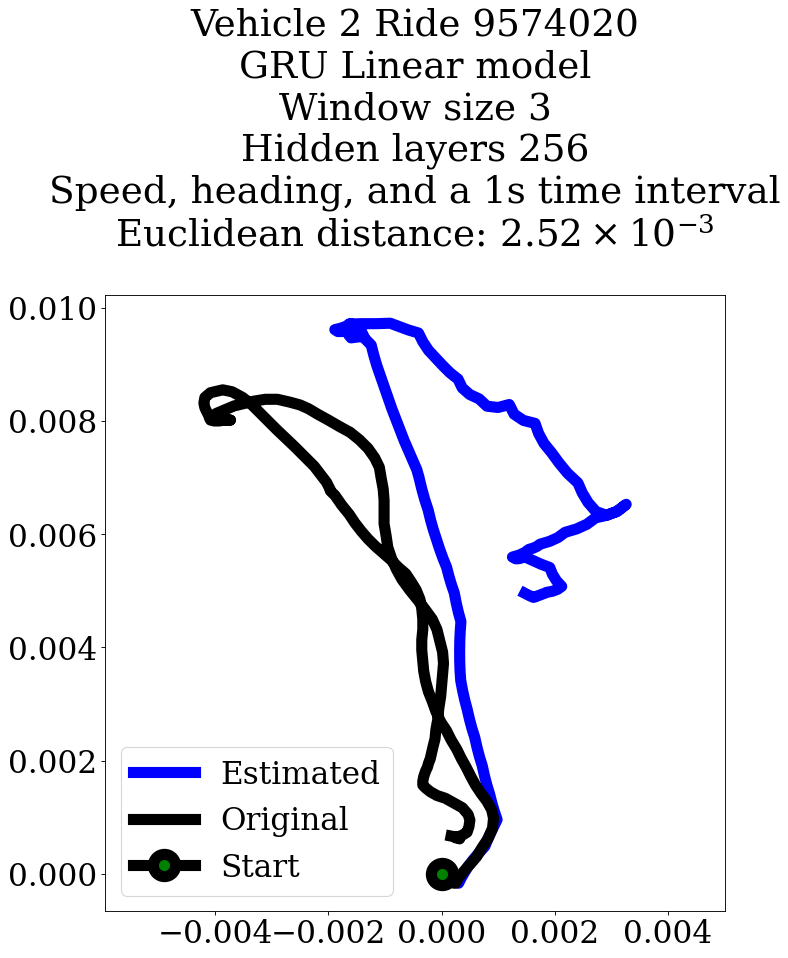 Vehicle 2 Ride 9574020
GRU Linear model
Window size 3
Hidden layers 256
Speed, heading, and a 1s time interval
Euclidean distance: 2.52 × 10⁻³
0.010
0.008
0.006
0.004
0.002
0.000
Estimated
Original
Start
−0.004 −0.002 0.000 0.002 0.004